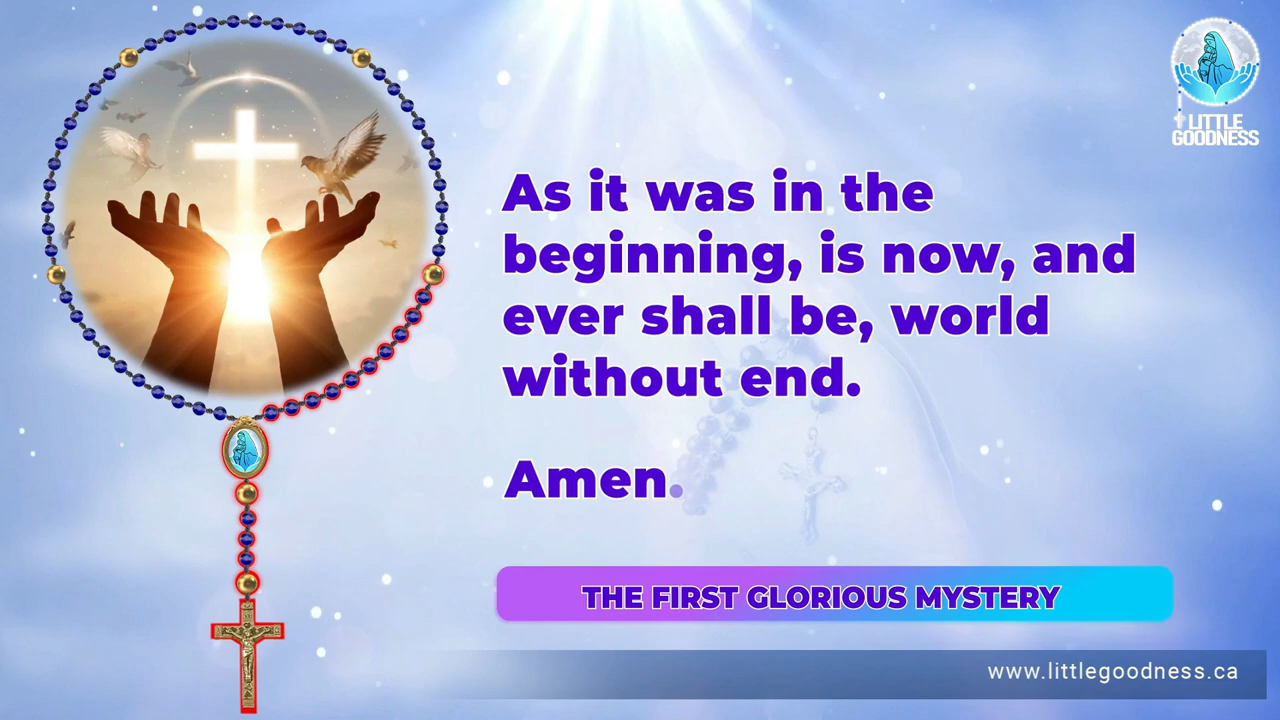 LITTLE
GOODNESS
As it was in the
beginning, is now, and
ever shall be, world
without end.
Amen.
THE FIRST GLORIOUS MYSTERY
www.littlegoodness.ca